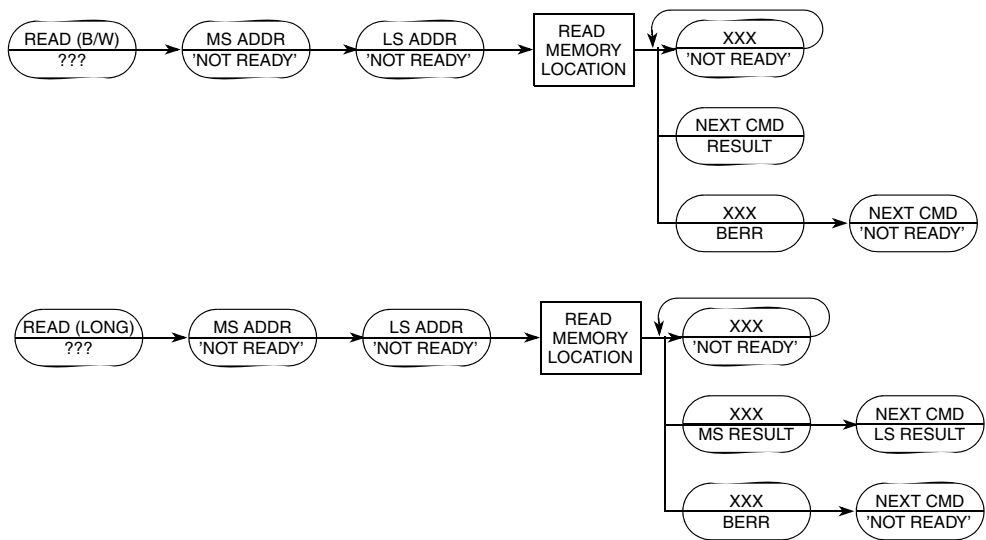 READ (B/W)
???
MS ADDR
'NOT READY'
LS ADDR
'NOT READY'
READ
MEMORY
LOCATION
XXX
'NOT READY'
NEXT CMD
RESULT
XXX
BERR
NEXT CMD
'NOT READY'
READ (LONG)
???
MS ADDR
'NOT READY'
LS ADDR
'NOT READY'
READ
MEMORY
LOCATION
XXX
'NOT READY'
XXX
MS RESULT
NEXT CMD
LS RESULT
XXX
BERR
NEXT CMD
'NOT READY'